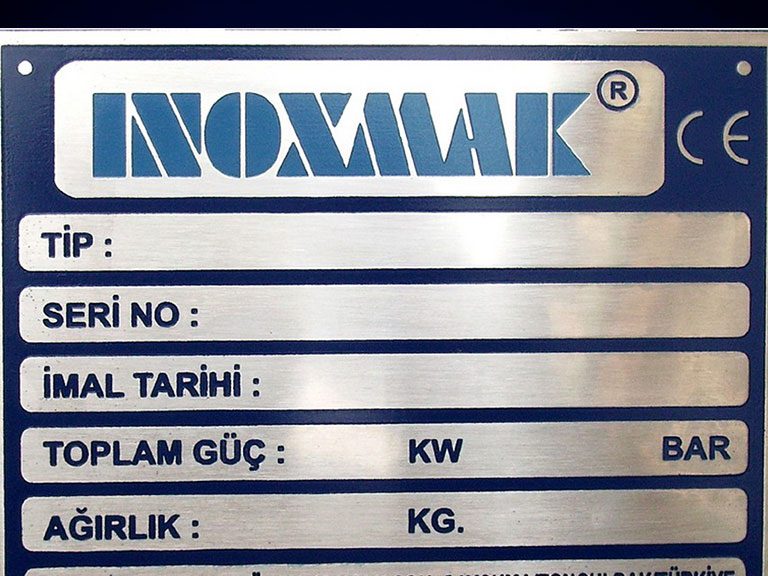 INOXMAK ®
CE
TİP :
SERİ NO :
İMAL TARİHİ :
TOPLAM GÜÇ : KW BAR
AĞIRLIK : KG.